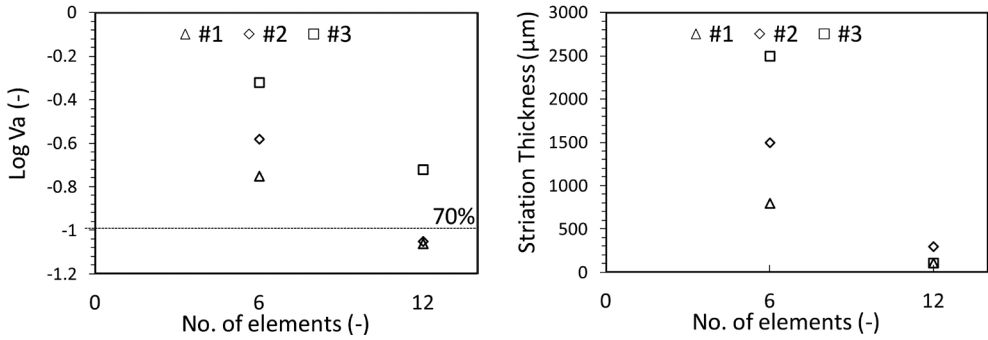 0
-0.2
-0.4
-0.6
-0.8
-1
-1.2
Log Va (-)
#1 #2 #3
70%
0 6 12
No. of elements (-)
3000
2500
2000
1500
1000
500
0
Striation Thickness (μm)
#1 #2 #3
0 6 12
No. of elements (-)